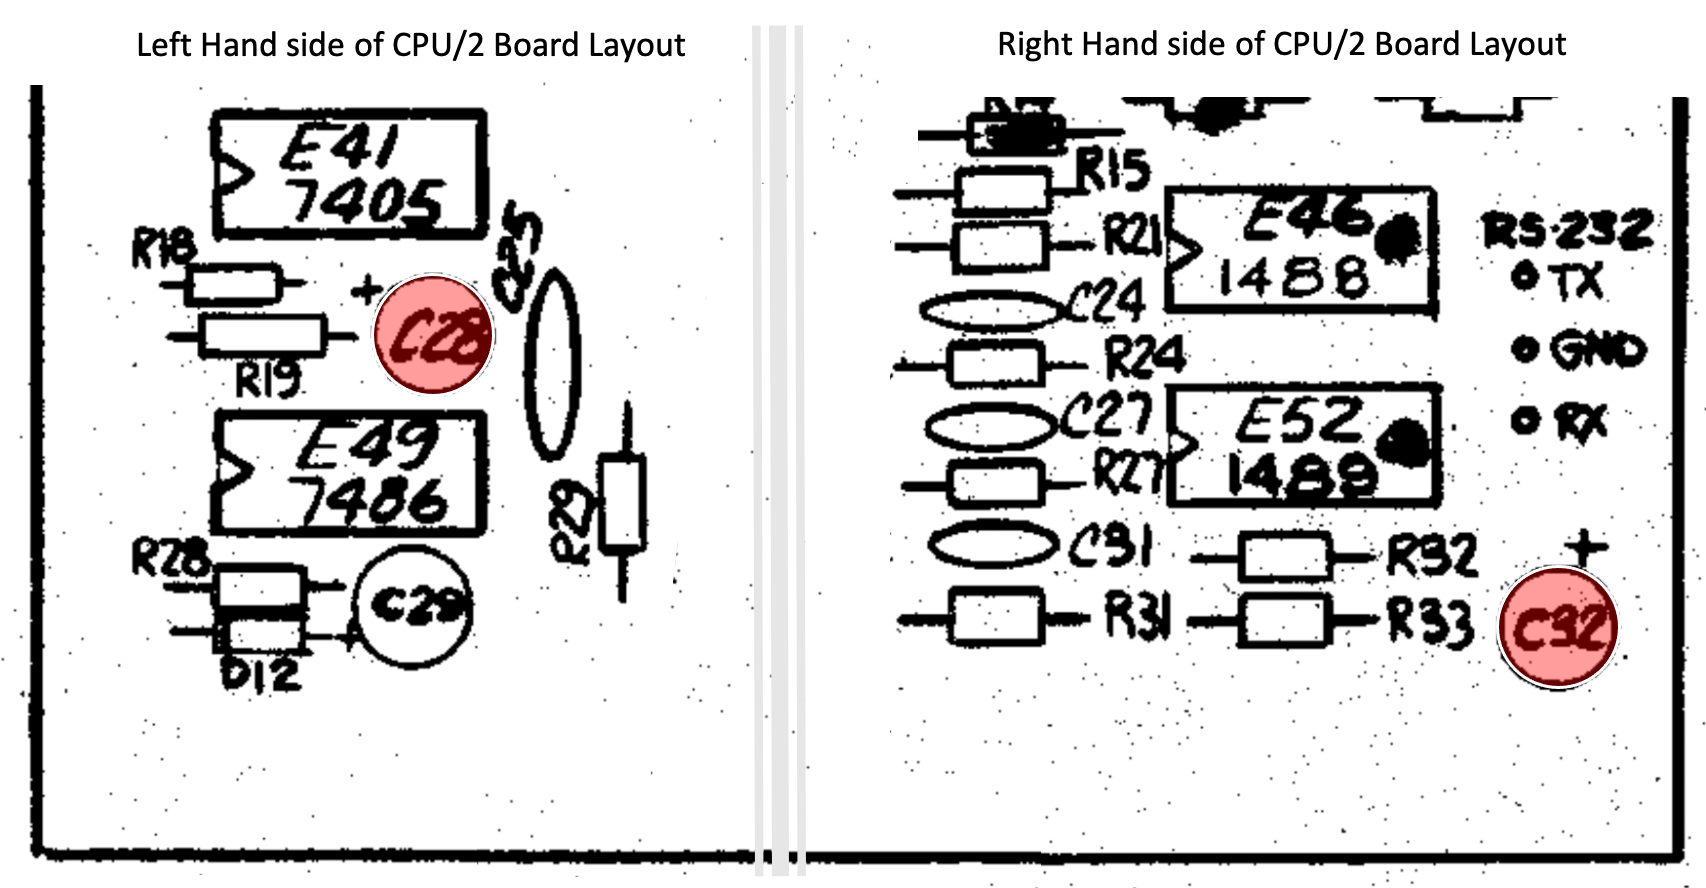 Left Hand side of CPU/2 Board Layout
E41
7405
C25
R18
+
C28
R19
E49
7486
R29
R28
C29
+
D12
Right Hand side of CPU/2 Board Layout
R15
R21
E46
1488
RS-232
TX
C24
GND
R24
C27
E52
1489
RX
R27
C31
R32
+
R31
R33
C32